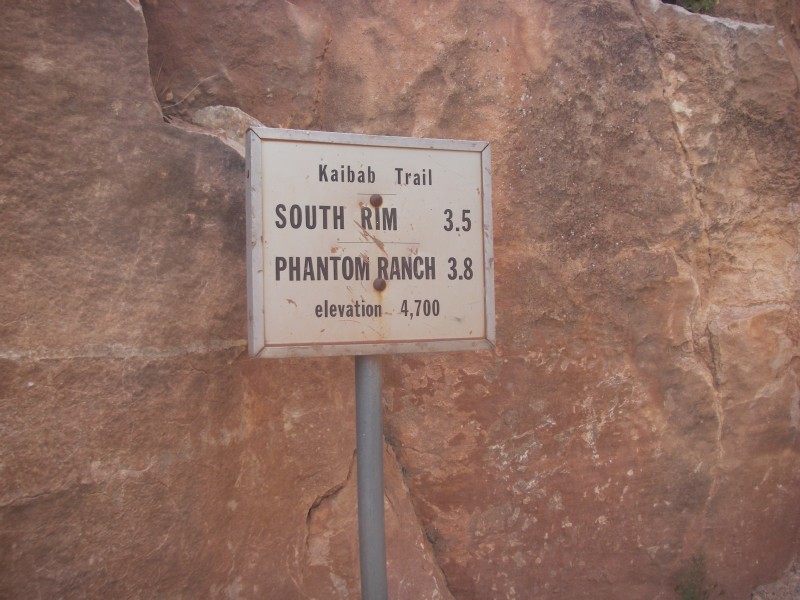 Kaibab Trail
SOUTH RIM 3.5
PHANTOM RANCH 3.8
elevation 4,700